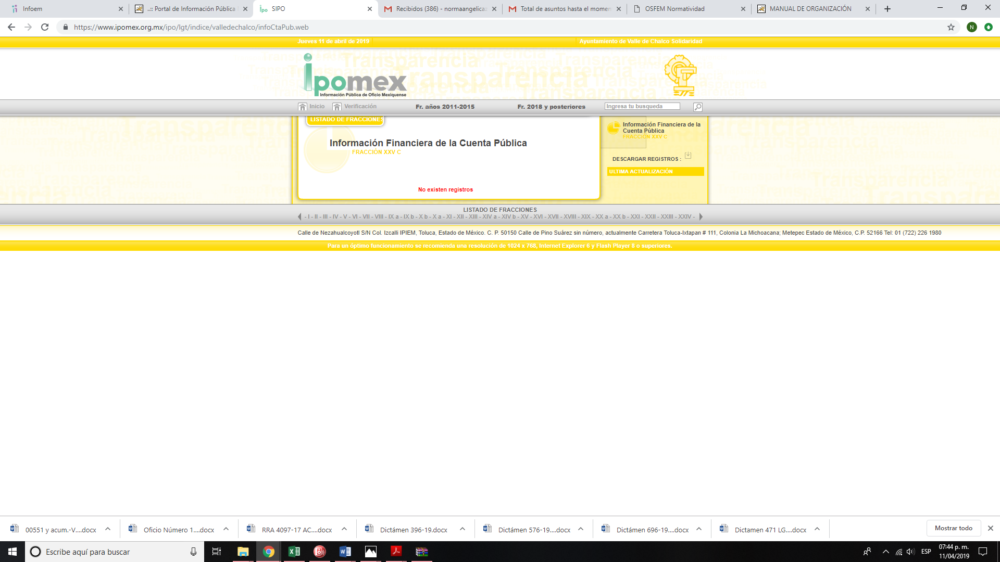 Infoem
..:: Portal de Información Pública
SIPO
Recibidos (386) - normaangelica
Total de asuntos hasta el momen
OSFEM Normatividad
MANUAL DE ORGANIZACIÓN
https://www.ipomex.org.mx/ipo/lgt/indice/valledechalco/infoCtaPub.web
N
Jueves 11 de abril de 2019
Ayuntamiento de Valle de Chalco Solidaridad
Transparencia
ipomex
Información Pública de Oficio Mexiquense
Inicio
Verificación
Fr. años 2011-2015
Fr. 2018 y posteriores
Ingresa tu busqueda
LISTADO DE FRACCIONES
Información Financiera de la Cuenta Pública
FRACCIÓN XXV C
No existen registros
Información Financiera de la
Cuenta Pública
FRACCIÓN XXV C
DESCARGAR REGISTROS :
ULTIMA ACTUALIZACIÓN
LISTADO DE FRACCIONES
- I - II - III - IV - V - VI - VII - VIII - IX a - IX b - X b - X a - XI - XII - XIII - XIV a - XIV b - XV - XVI - XVII - XVIII - XIX - XX a - XX b - XXI - XXII - XXIII - XXIV -
Calle de Nezahualcoyotl S/N Col. Izcalli IPIEM, Toluca, Estado de México. C. P. 50150 Calle de Pino Suárez sin número, actualmente Carretera Toluca-Ixtapan # 111, Colonia La Michoacana; Metepec Estado de México, C.P. 52166 Tel: 01 (722) 226 1980
Para un óptimo funcionamiento se recomienda una resolución de 1024 x 768, Internet Explorer 6 y Flash Player 8 o superiores.
00551 y acum.-V....docx
Oficio Número 1....docx
RRA 4097-17 AC....docx
Dictámen 396-19.docx
Dictámen 576-19....docx
Dictámen 696-19....docx
Dictamen 471 LG....docx
Mostrar todo
Escribe aquí para buscar
ESP
07:44 p. m.
11/04/2019